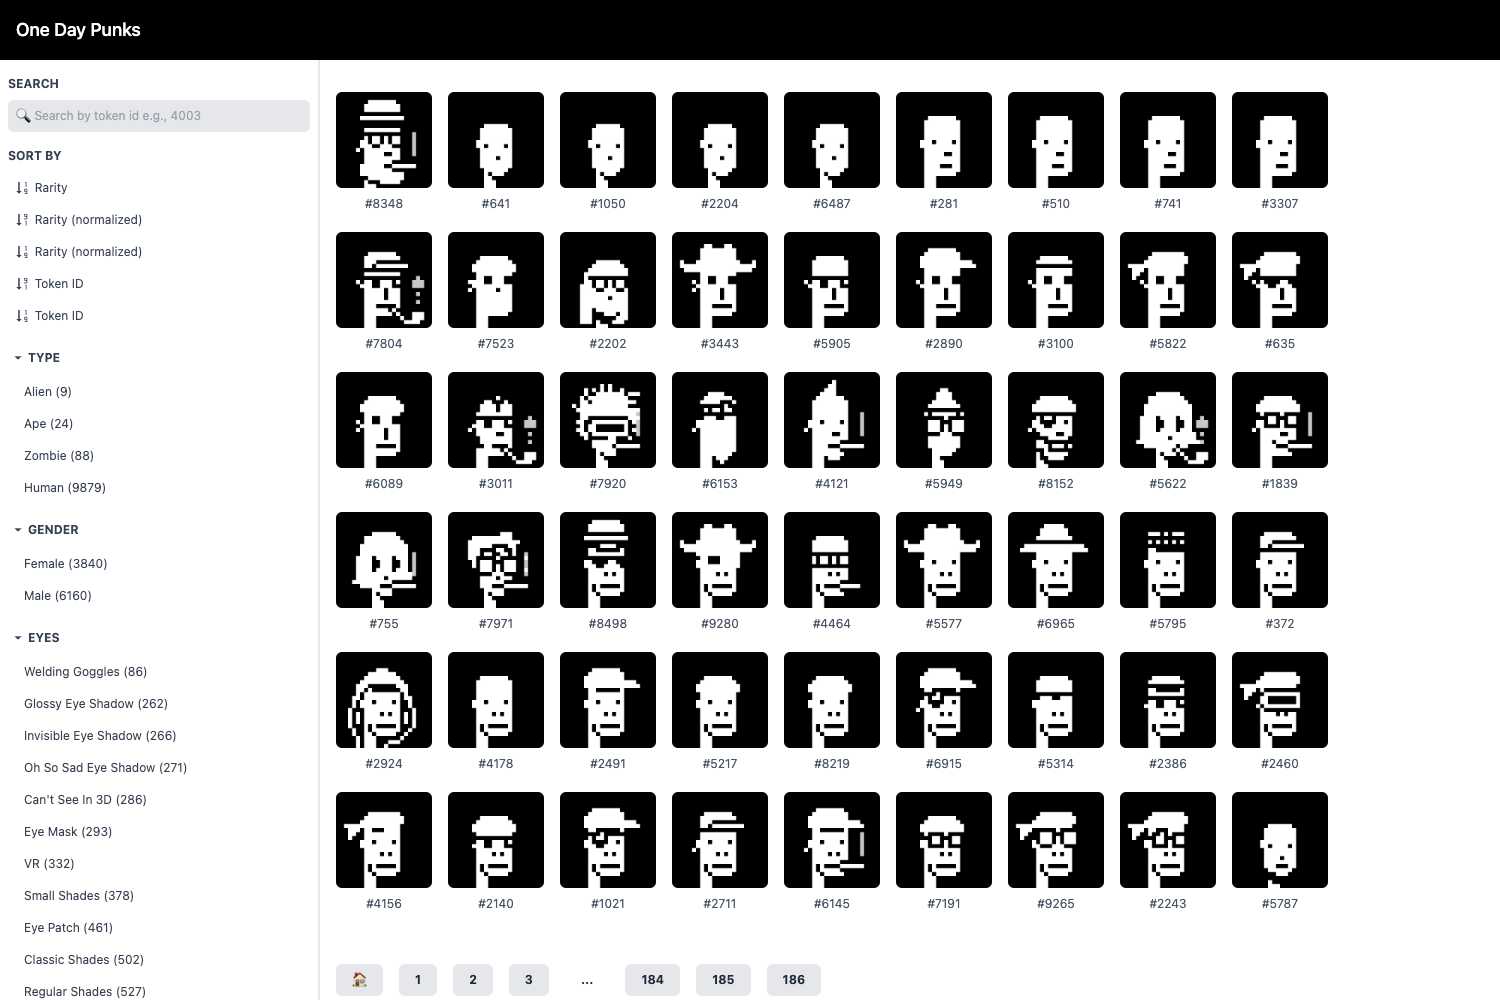 One Day Punks
SEARCH
Search by token id e.g., 4003
SORT BY
Rarity
Rarity (normalized)
Rarity (normalized)
Token ID
Token ID
TYPE
Alien (9)
Ape (24)
Zombie (88)
Human (9879)
GENDER
Female (3840)
Male (6160)
EYES
Welding Goggles (86)
Glossy Eye Shadow (262)
Invisible Eye Shadow (266)
Oh So Sad Eye Shadow (271)
Can't See In 3D (286)
Eye Mask (293)
VR (332)
Small Shades (378)
Eye Patch (461)
Classic Shades (502)
Regular Shades (527)
#8348 #641 #1050 #2204 #6487 #281 #510 #741 #3307
#7804 #7523 #2202 #3443 #5905 #2890 #3100 #5822 #635
#6089 #3011 #7920 #6153 #4121 #5949 #8152 #5622 #1839
#755 #7971 #8498 #9280 #4464 #5577 #6965 #5795 #372
#2924 #4178 #2491 #5217 #8219 #6915 #5314 #2386 #2460
#4156 #2140 #1021 #2711 #6145 #7191 #9265 #2243 #5787
1 2 3 ... 184 185 186